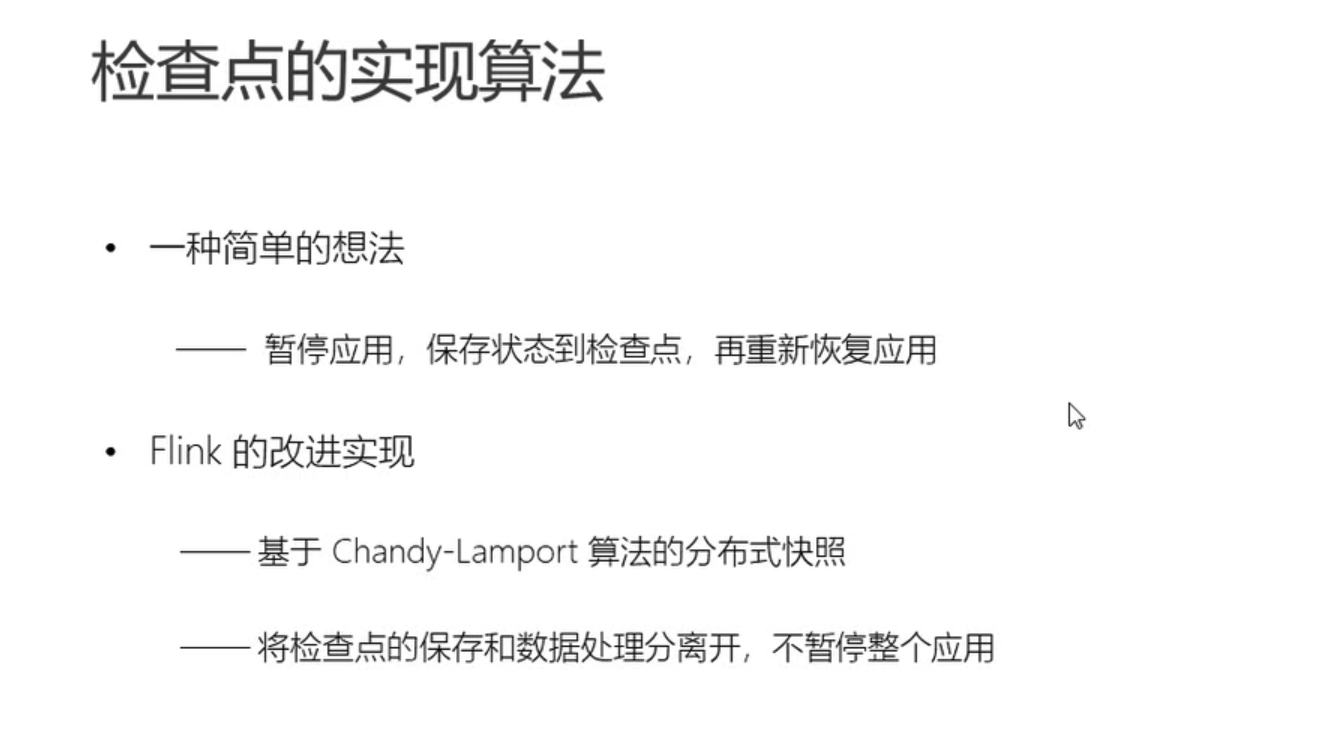 检查点的实现算法
• 一种简单的想法
—— 暂停应用，保存状态到检查点，再重新恢复应用
• Flink 的改进实现
——基于 Chandy-Lamport 算法的分布式快照
——将检查点的保存和数据处理分离开，不暂停整个应用